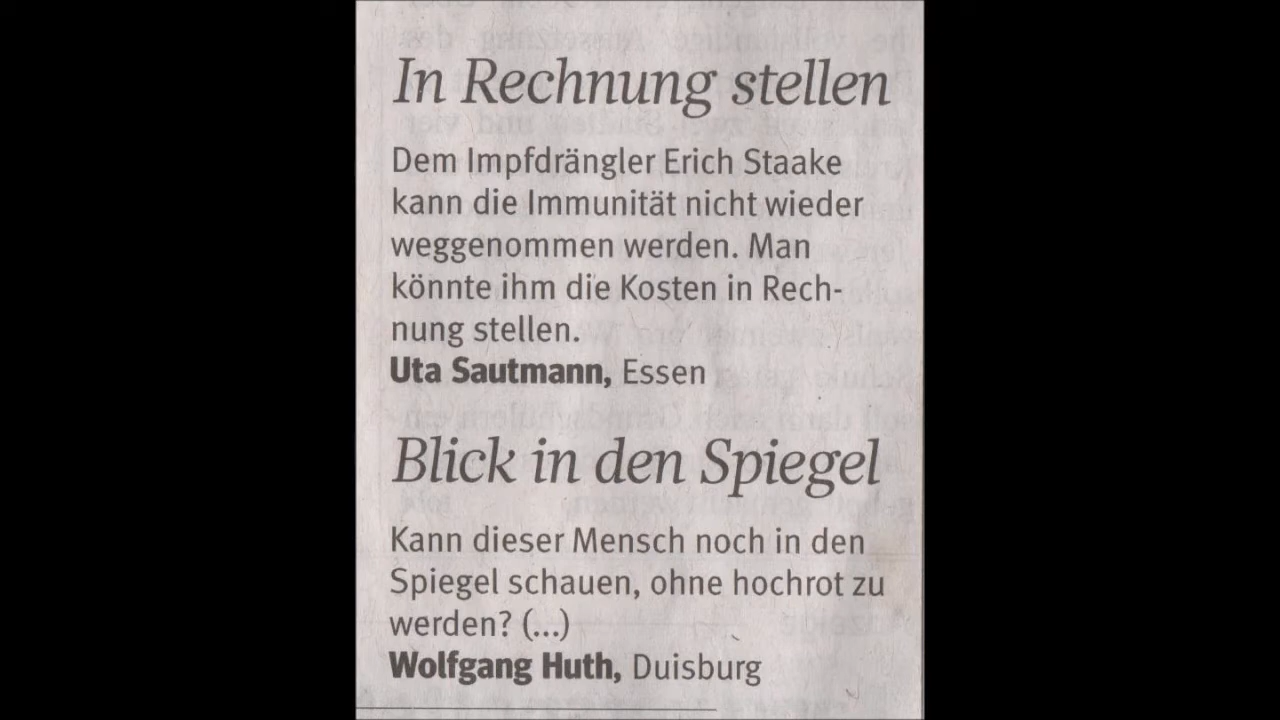 In Rechnung stellen
Dem Impfdrängler Erich Staake
kann die Immunität nicht wieder
weggenommen werden. Man
könnte ihm die Kosten in Rech-
nung stellen.
Uta Sautmann, Essen
Blick in den Spiegel
Kann dieser Mensch noch in den
Spiegel schauen, ohne hochrot zu
werden? (...)
Wolfgang Huth, Duisburg